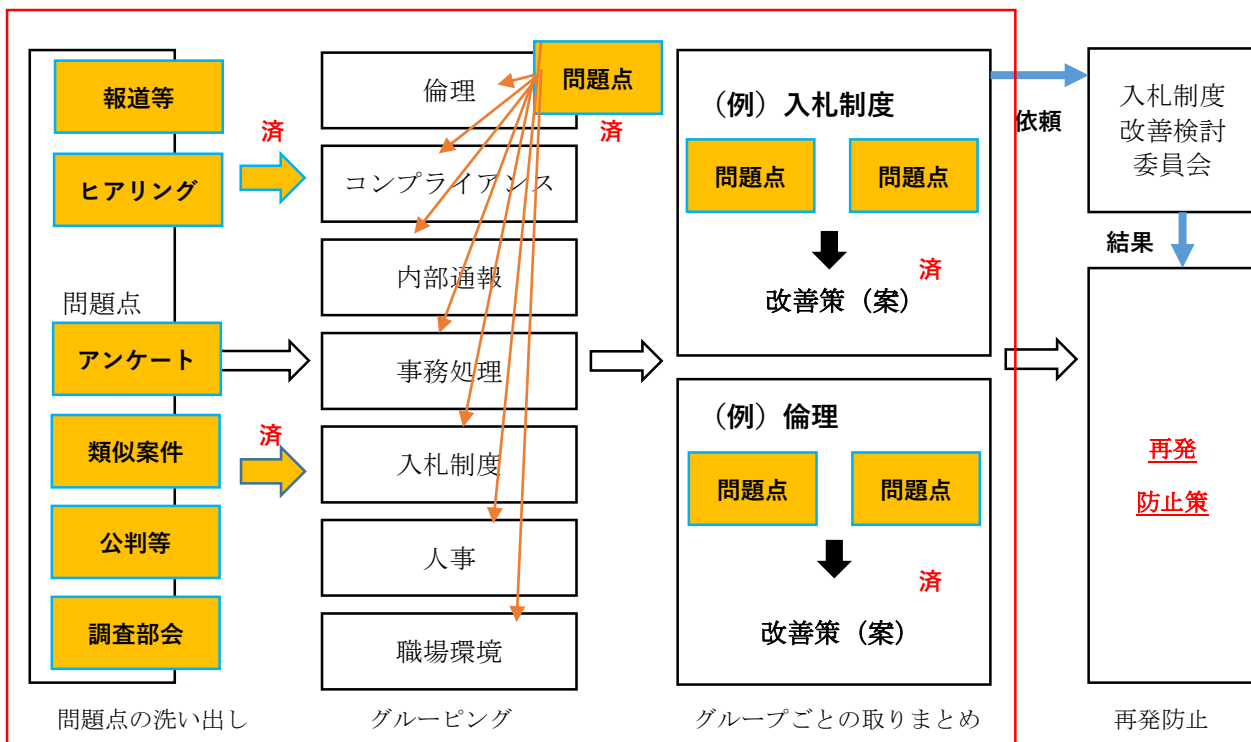 報道等
ヒアリング
問題点
アンケート
類似案件
公判等
調査部会
問題点の洗い出し
済
済
倫理
コンプライアンス
内部通報
事務処理
入札制度
人事
職場環境
グルーピング
問題点
済
（例）入札制度
問題点
問題点
済
改善策（案）
（例）倫理
問題点
問題点
済
改善策（案）
グループごとの取りまとめ
依頼
入札制度
改善検討
委員会
結果
再発
防止策
再発防止